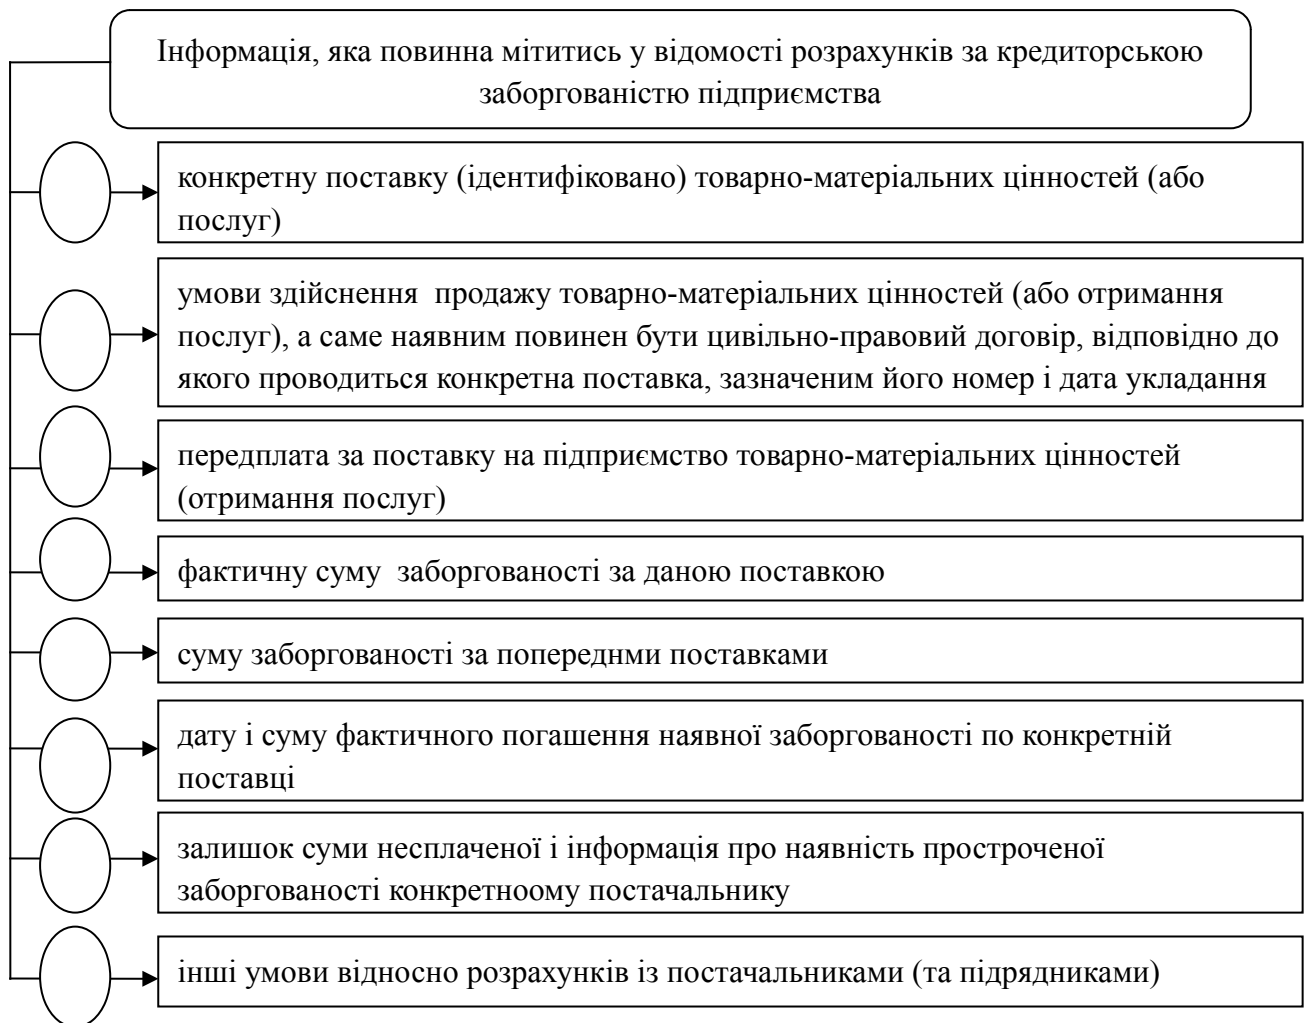 Інформація, яка повинна мітитись у відомості розрахунків за кредиторською
заборгованістю підприємства
конкретну поставку (ідентифіковано) товарно-матеріальних цінностей (або
послуг)
умови здійснення  продажу товарно-матеріальних цінностей (або отримання
послуг), а саме наявним повинен бути цивільно-правовий договір, відповідно до
якого проводиться конкретна поставка, зазначеним його номер і дата укладання
передплата за поставку на підприємство товарно-матеріальних цінностей
(отримання послуг)
фактичну суму  заборгованості за даною поставкою
суму заборгованості за попереднми поставками
дату і суму фактичного погашення наявної заборгованості по конкретній
поставці
залишок суми несплаченої і інформація про наявність простроченої
заборгованості конкретноому постачальнику
інші умови відносно розрахунків із постачальниками (та підрядниками)